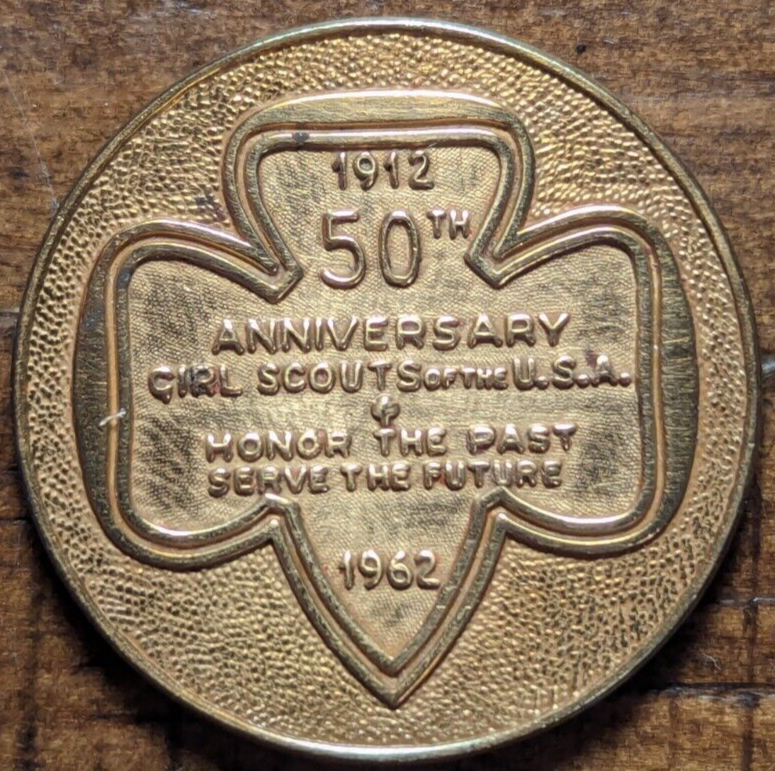 1912
50TH
ANNIVERSARY
GIRL SCOUTS OF THE U.S.A.
HONOR THE PAST
SERVE THE FUTURE
1962